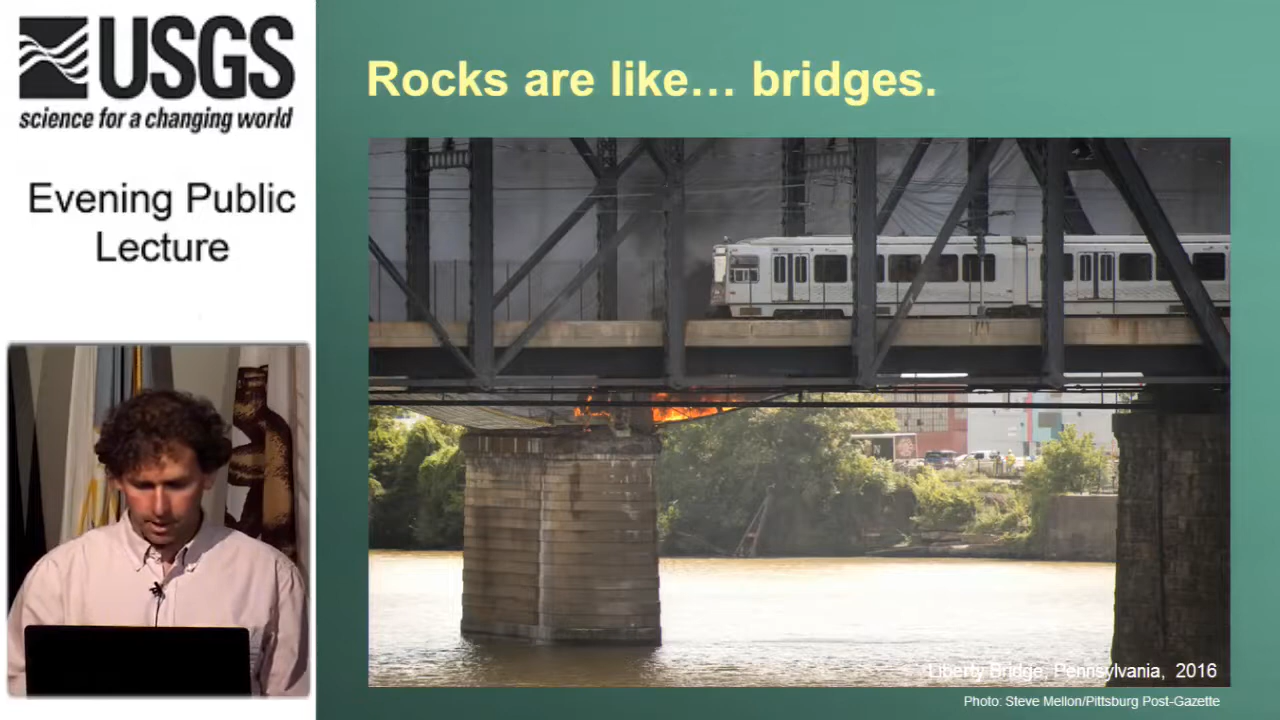 USGS
science for a changing world
Evening Public
Lecture
Rocks are like… bridges.
Liberty Bridge, Pennsylvania, 2016
Photo: Steve Mellon/Pittsburg Post-Gazette